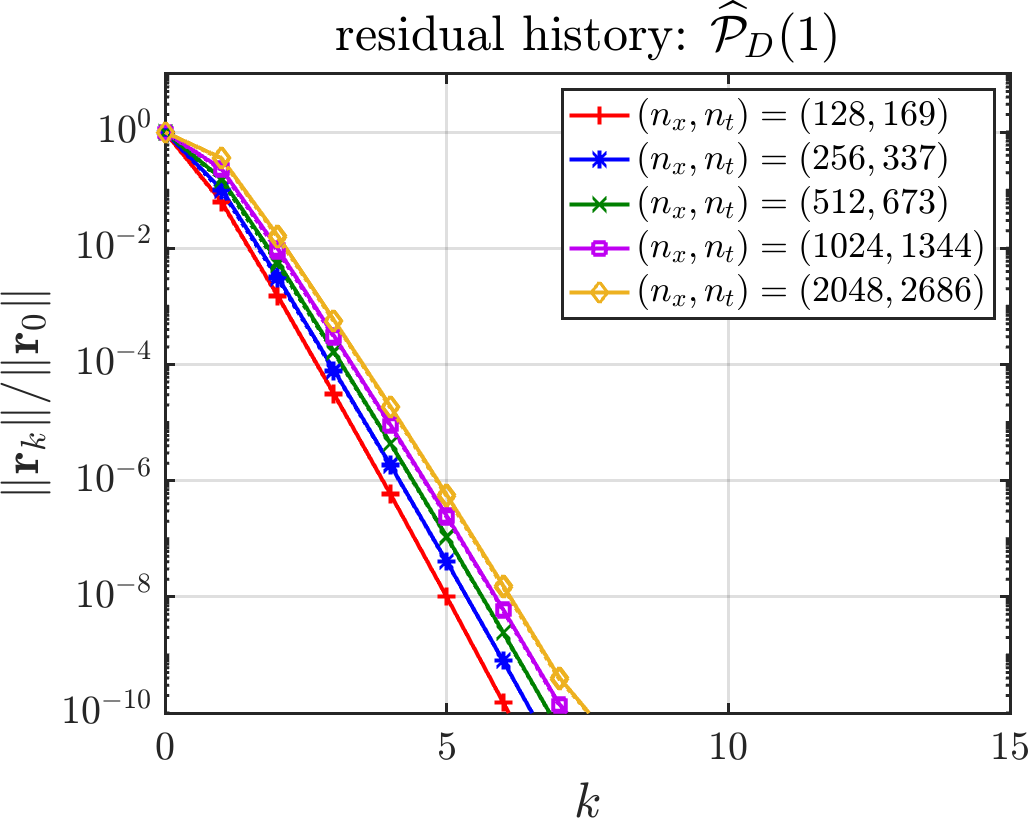 residual history: $\widehat{\mathcal{P}}_D(1)$
$(n_x, n_t) = (128, 169)$
$(n_x, n_t) = (256, 337)$
$(n_x, n_t) = (512, 673)$
$(n_x, n_t) = (1024, 1344)$
$(n_x, n_t) = (2048, 2686)$
$\|\mathbf{r}_k\|/\|\mathbf{r}_0\|$
$10^0$
$10^{-2}$
$10^{-4}$
$10^{-6}$
$10^{-8}$
$10^{-10}$
0 5 10 15
$k$